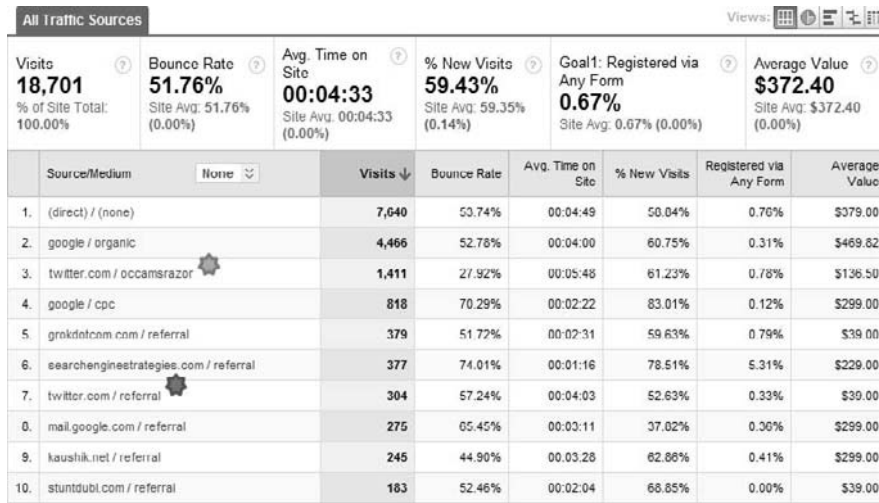 All Traffic Sources
Views:
Visits
18,701
% of Site Total:
100.00%
Bounce Rate
51.76%
Site Avg: 51.76%
(0.00%)
Avg. Time on
Site
00:04:33
Site Avg: 00:04:33
(0.00%)
% New Visits
59.43%
Site Avg: 59.35%
(0.14%)
Goal1: Registered via
Any Form
0.67%
Site Avg: 0.67% (0.00%)
Average Value
$372.40
Site Avg: $372.40
(0.00%)
Source/Medium None Visits Bounce Rate Avg. Time on Site % New Visits Registered via Any Form Average Value
1. (direct) / (none) 7,640 53.74% 00:04:49 58.84% 0.76% $379.00
2. google / organic 4,466 52.78% 00:04:00 60.75% 0.31% $469.82
3. twitter.com / occamsrazor 1,411 27.92% 00:05:48 61.23% 0.78% $136.50
4. google / cpc 818 70.29% 00:02:22 83.01% 0.12% $299.00
5. grokdotcom.com / referral 379 51.72% 00:02:31 59.63% 0.79% $39.00
6. searchenginestrategies.com / referral 377 74.01% 00:01:16 78.51% 5.31% $229.00
7. twitter.com / referral 304 57.24% 00:04:03 52.63% 0.33% $39.00
8. mail.google.com / referral 275 65.45% 00:03:11 37.82% 0.36% $299.00
9. kaushik.net / referral 245 44.90% 00:03:28 62.86% 0.41% $299.00
10. stuntdubl.com / referral 183 52.46% 00:02:04 68.85% 0.00% $39.00